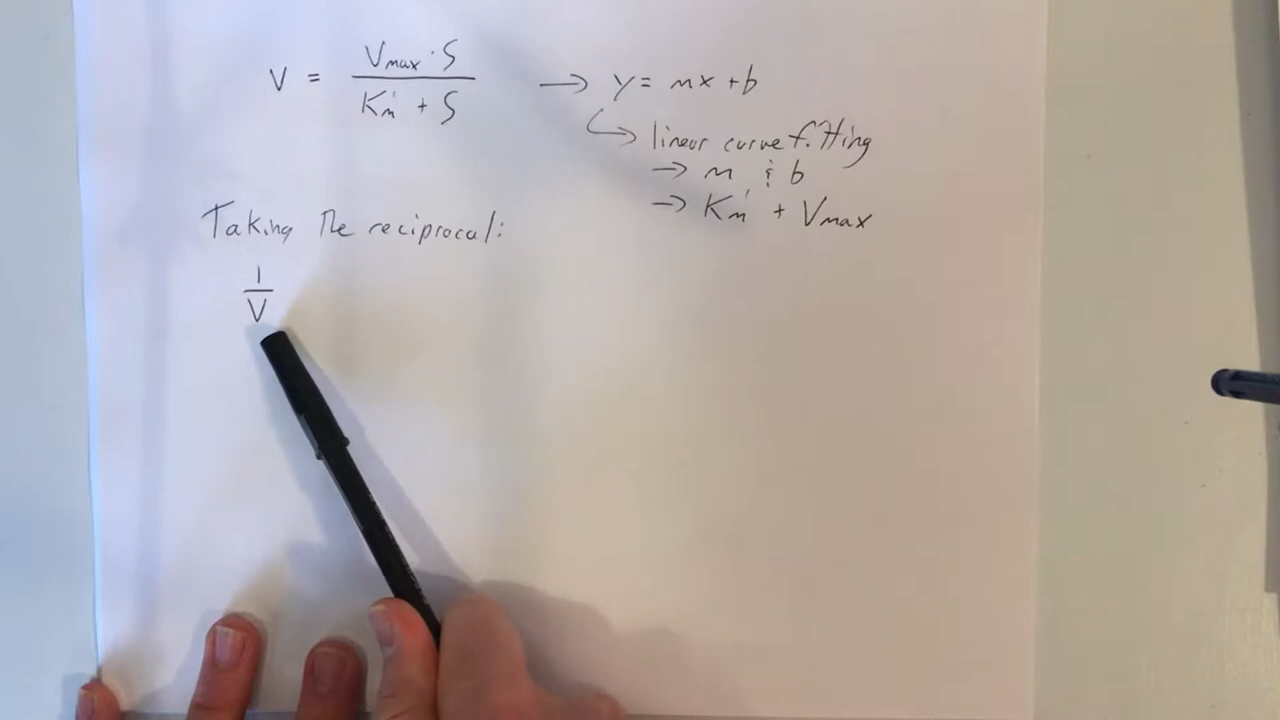 V = Vmax · S / Km' + S → y = mx + b
↳ linear curve fitting
→ m & b
→ Km' + Vmax
Taking the reciprocal:
1 / V